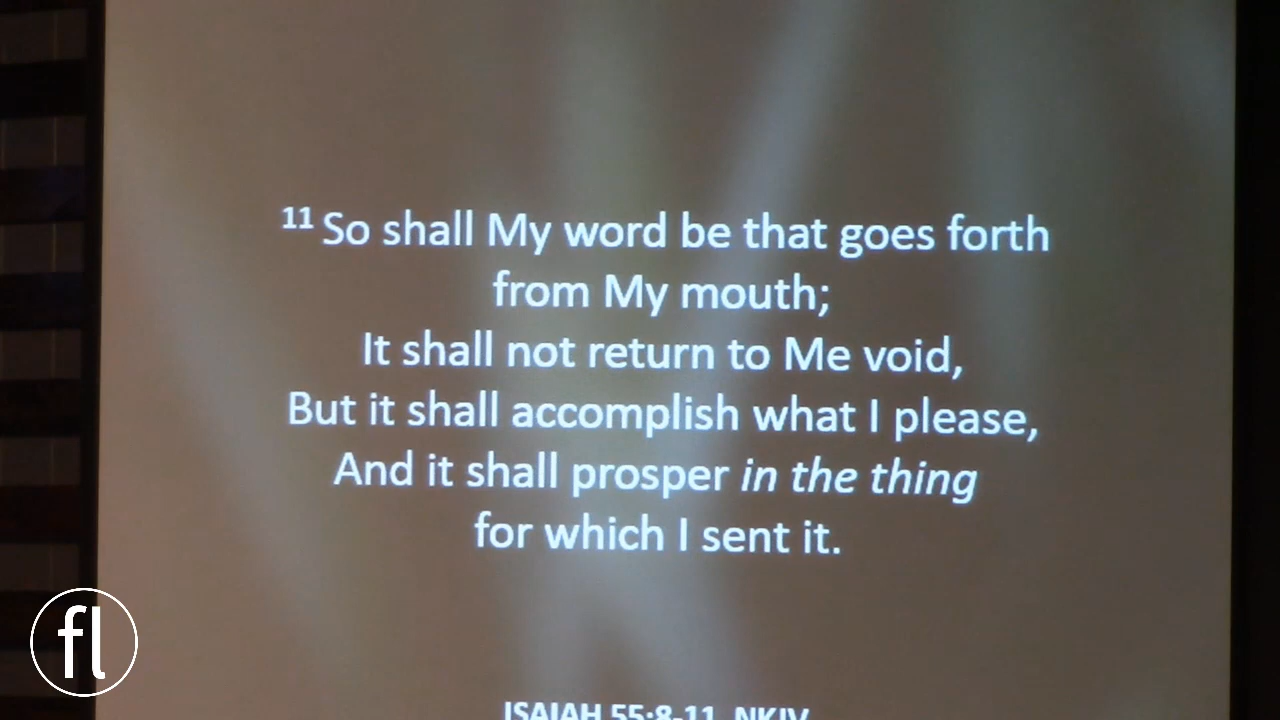 11 So shall My word be that goes forth
from My mouth;
It shall not return to Me void,
But it shall accomplish what I please,
And it shall prosper in the thing
for which I sent it.
ISAIAH 55:8-11, NKJV
fl